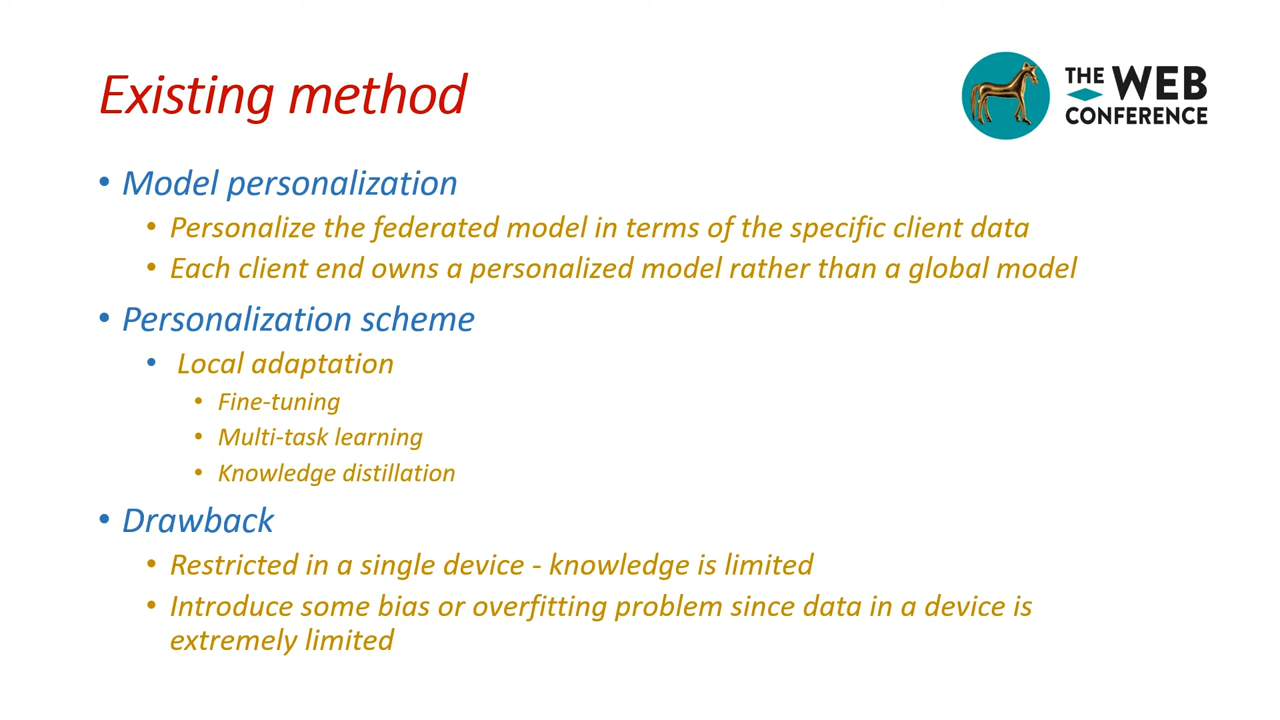 Existing method
THE WEB
CONFERENCE
• Model personalization
• Personalize the federated model in terms of the specific client data
• Each client end owns a personalized model rather than a global model
• Personalization scheme
• Local adaptation
• Fine-tuning
• Multi-task learning
• Knowledge distillation
• Drawback
• Restricted in a single device - knowledge is limited
• Introduce some bias or overfitting problem since data in a device is
extremely limited